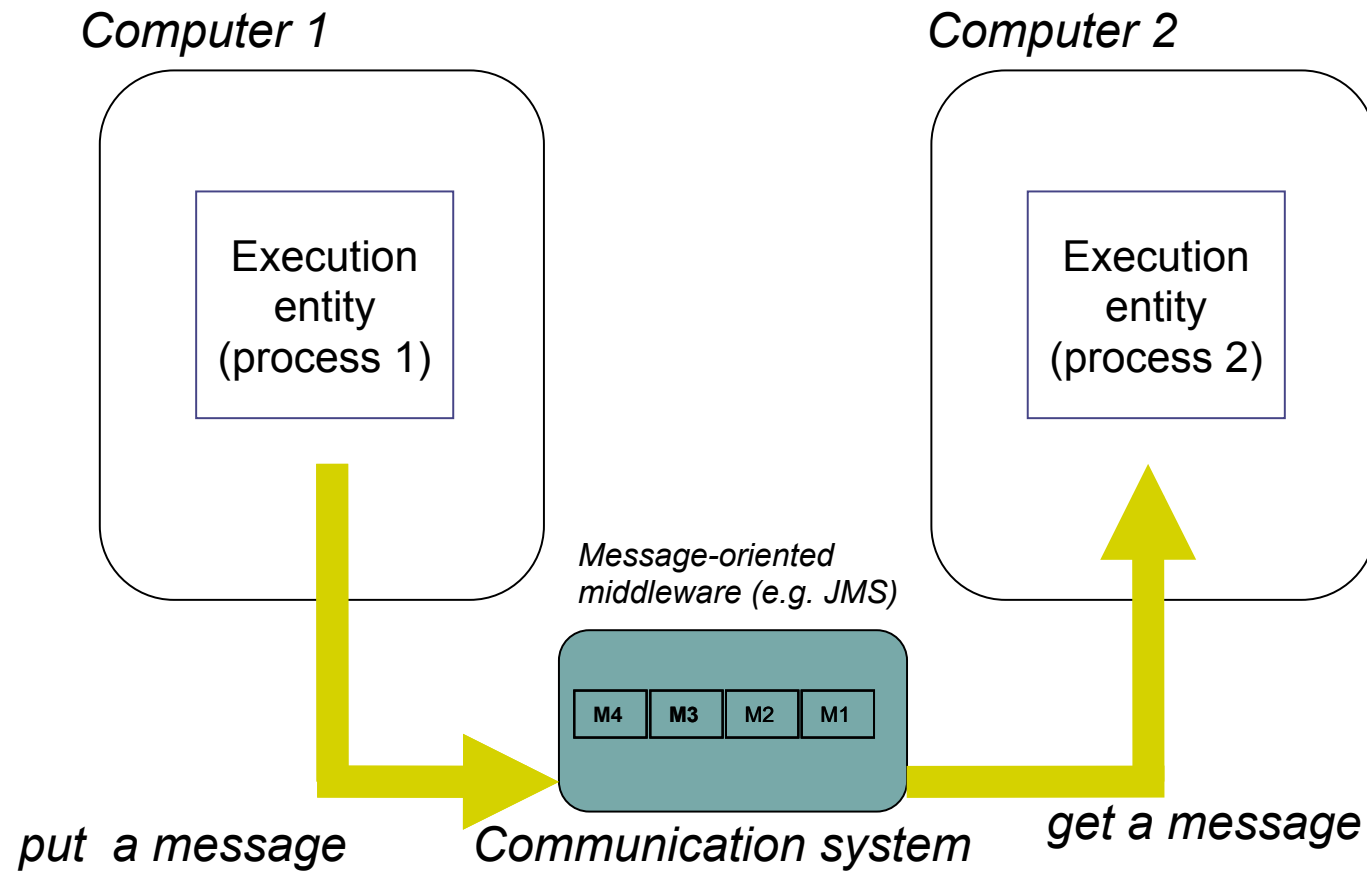 Computer 1
Computer 2
Execution
entity
(process 1)
Execution
entity
(process 2)
Message-oriented
middleware (e.g. JMS)
M4 M3 M2 M1
put a message
Communication system
get a message